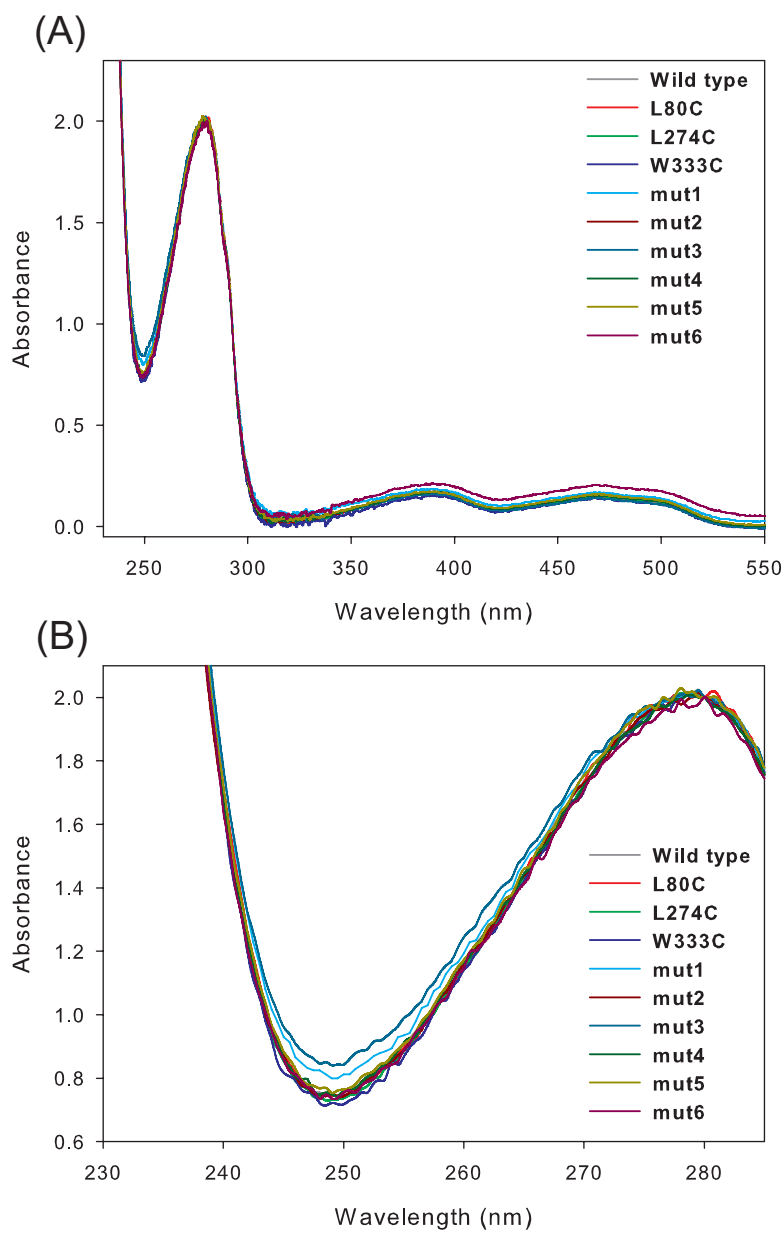 (A)
Absorbance
2.0
1.5
1.0
0.5
0.0
Wild type
L80C
L274C
W333C
mut1
mut2
mut3
mut4
mut5
mut6
250 300 350 400 450 500 550
Wavelength (nm)
(B)
Absorbance
2.0
1.8
1.6
1.4
1.2
1.0
0.8
0.6
Wild type
L80C
L274C
W333C
mut1
mut2
mut3
mut4
mut5
mut6
230 240 250 260 270 280
Wavelength (nm)